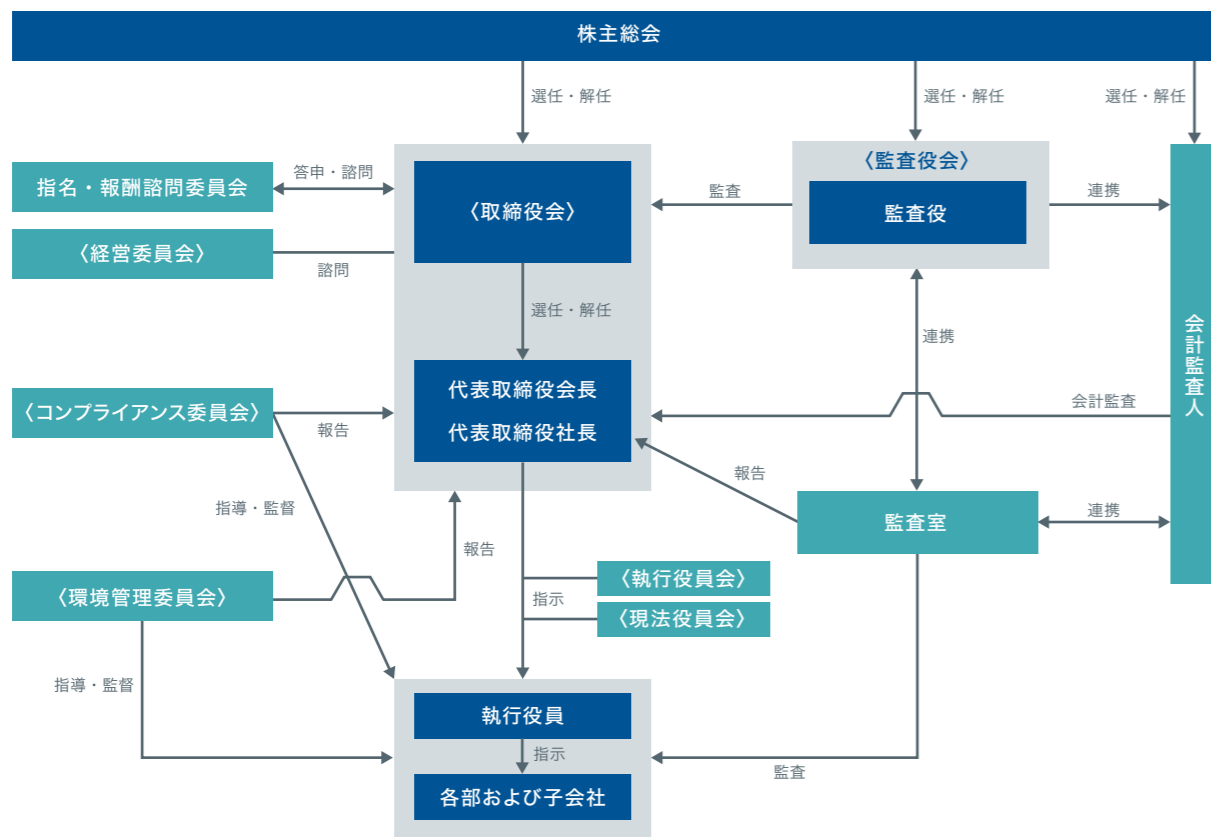 株主総会
選任・解任
選任・解任
選任・解任
指名・報酬諮問委員会
答申・諮問
〈取締役会〉
監査
〈監査役会〉
監査役
連携
〈経営委員会〉
諮問
選任・解任
連携
会計監査人
〈コンプライアンス委員会〉
報告
代表取締役会長
代表取締役社長
会計監査
報告
指導・監督
監査室
連携
報告
〈環境管理委員会〉
指示
〈執行役員会〉
〈現法役員会〉
指導・監督
執行役員
指示
監査
各部および子会社